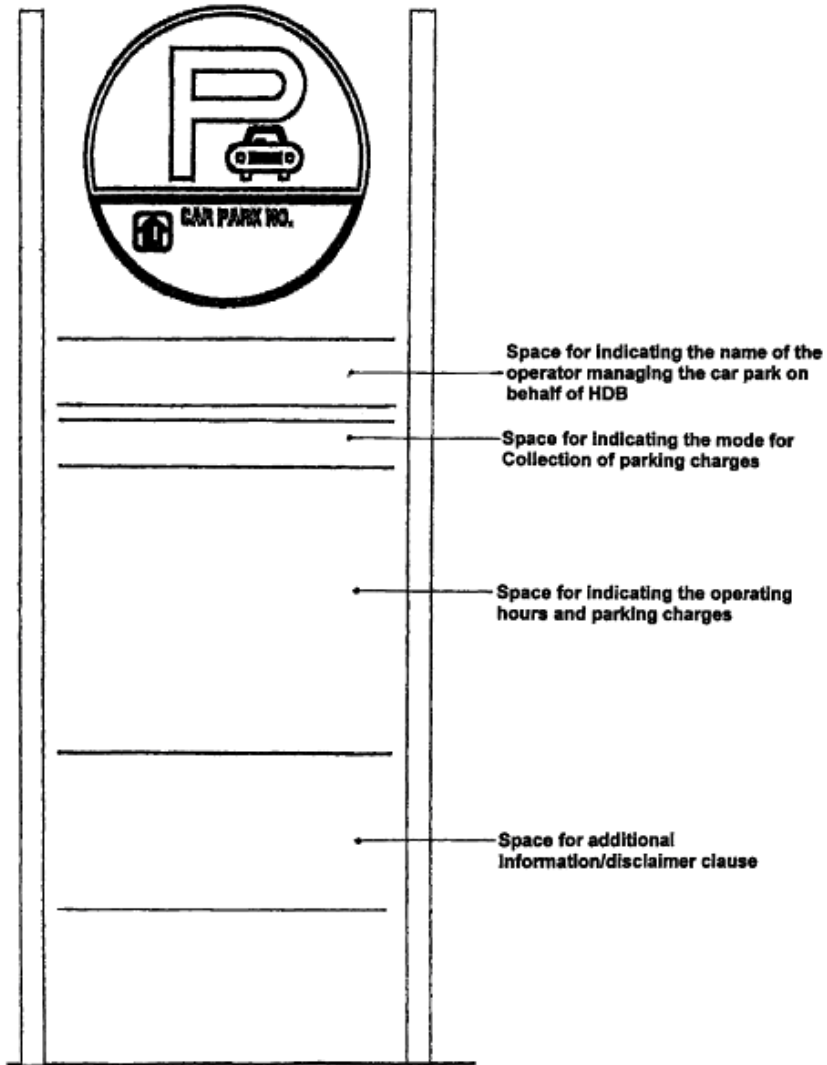 P
CAR PARK NO.
Space for indicating the name of the
operator managing the car park on
behalf of HDB
Space for indicating the mode for
Collection of parking charges
Space for indicating the operating
hours and parking charges
Space for additional
Information/disclaimer clause